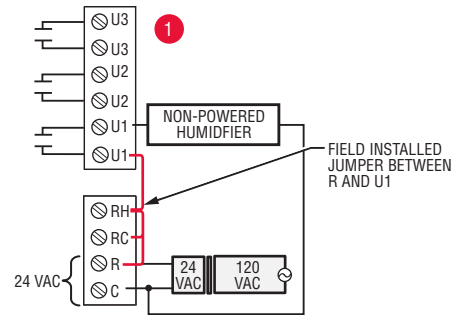 U3
1
U3
U2
U2
U1
NON-POWERED
HUMIDFIER
U1
FIELD INSTALLED
JUMPER BETWEEN
R AND U1
RH
RC
R
24
VAC
120
VAC
24 VAC
C